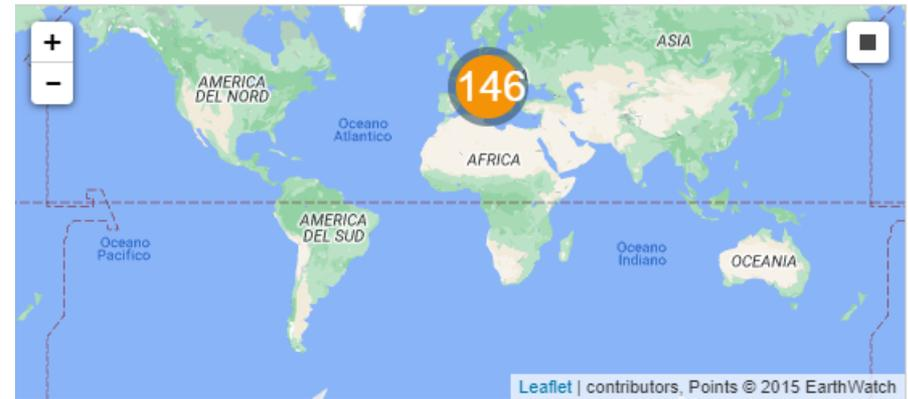 +
−
ASIA
AMERICA
DEL NORD
146
Oceano
Atlantico
AFRICA
AMERICA
DEL SUD
Oceano
Pacifico
Oceano
Indiano
OCEANIA
Leaflet | contributors, Points © 2015 EarthWatch